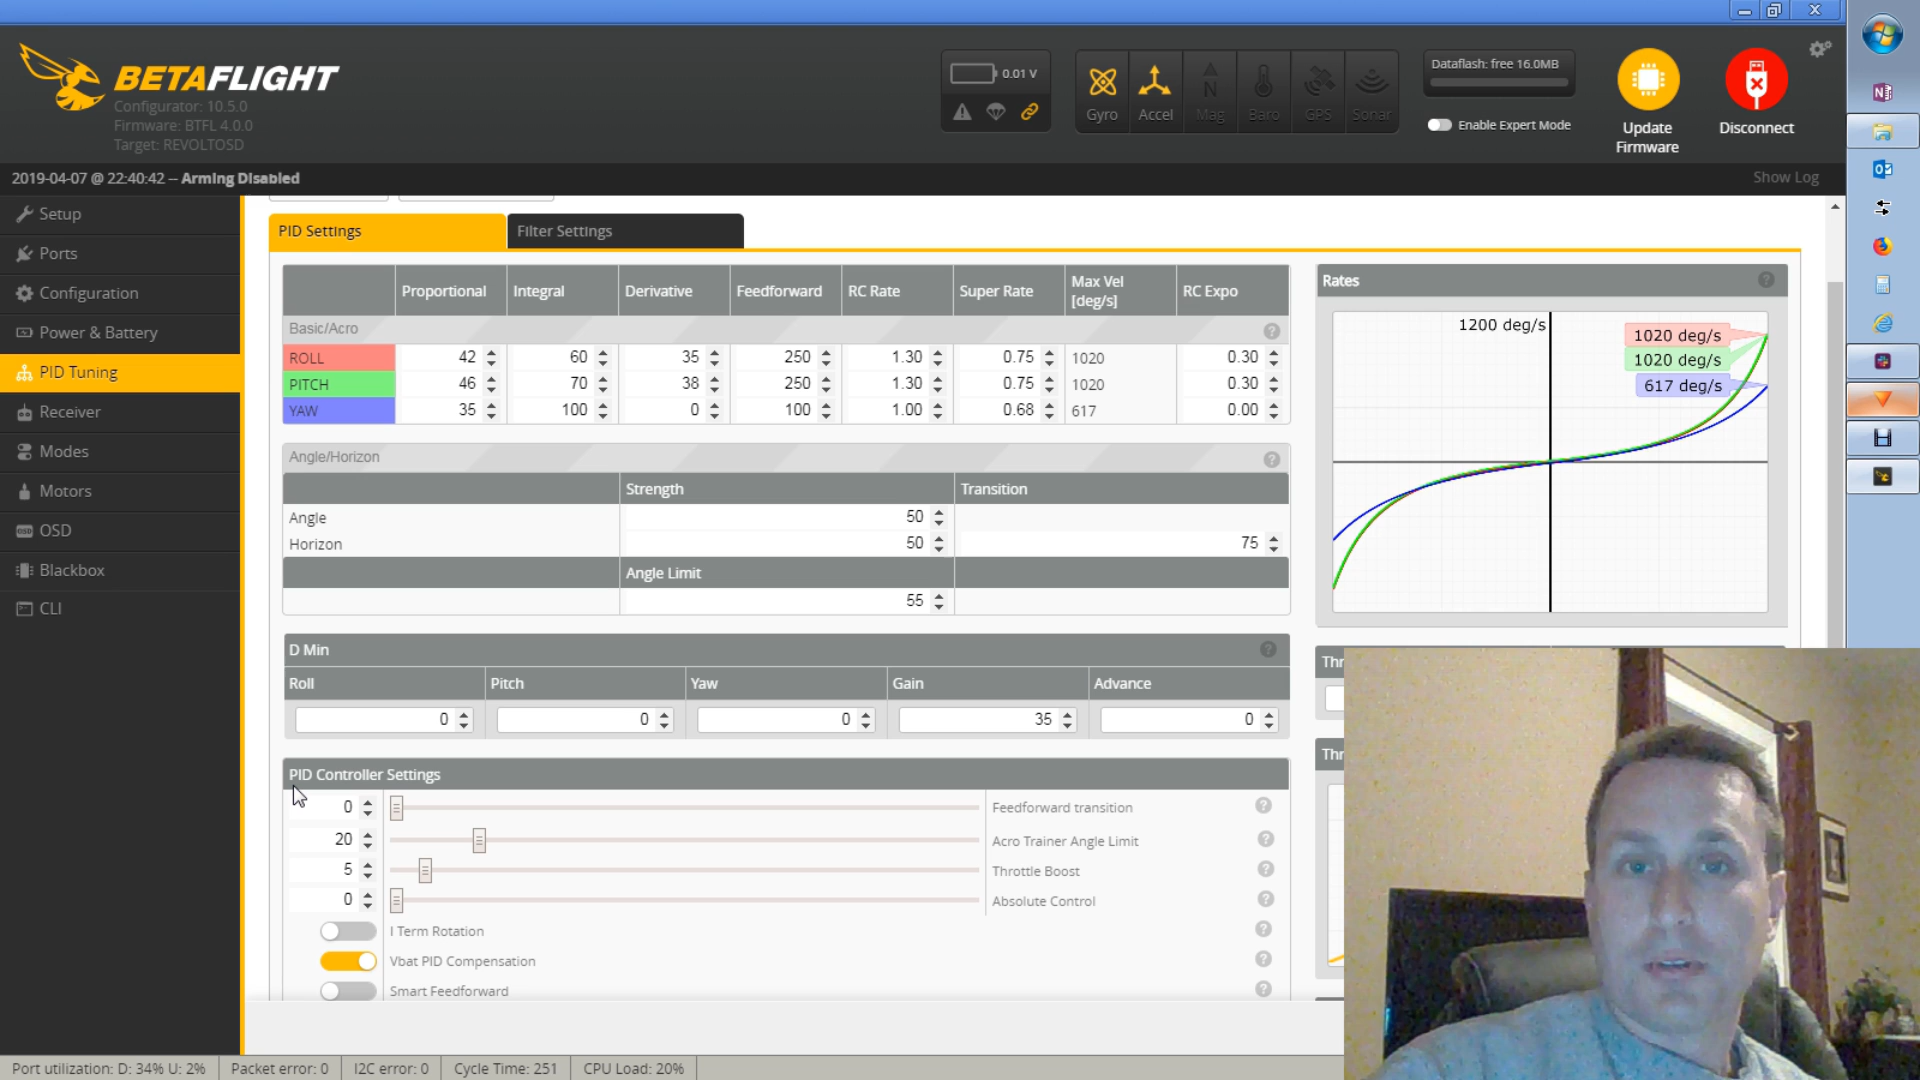 BETAFLIGHT
Configurator: 10.5.0
Firmware: BTFL 4.0.0
Target: REVOLTOSD
0.01 V
Gyro
Accel
Mag
Baro
GPS
Sonar
Dataflash: free 16.0MB
Enable Expert Mode
Update
Firmware
Disconnect
2019-04-07 @ 22:40:42 -- Arming Disabled
Show Log
Setup
Ports
Configuration
Power & Battery
PID Tuning
Receiver
Modes
Motors
OSD
Blackbox
CLI
PID Settings
Filter Settings
Proportional Integral Derivative Feedforward RC Rate Super Rate Max Vel [deg/s] RC Expo
Basic/Acro
ROLL 42 60 35 250 1.30 0.75 1020 0.30
PITCH 46 70 38 250 1.30 0.75 1020 0.30
YAW 35 100 0 100 1.00 0.68 617 0.00
Angle/Horizon
Strength Transition
Angle 50
Horizon 50 75
Angle Limit
55
D Min
Roll Pitch Yaw Gain Advance
0 0 0 35 0
PID Controller Settings
0 Feedforward transition
20 Acro Trainer Angle Limit
5 Throttle Boost
0 Absolute Control
I Term Rotation
Vbat PID Compensation
Smart Feedforward
Rates
1200 deg/s
1020 deg/s
1020 deg/s
617 deg/s
Thr
Thr
Port utilization: D: 34% U: 2% Packet error: 0 I2C error: 0 Cycle Time: 251 CPU Load: 20%